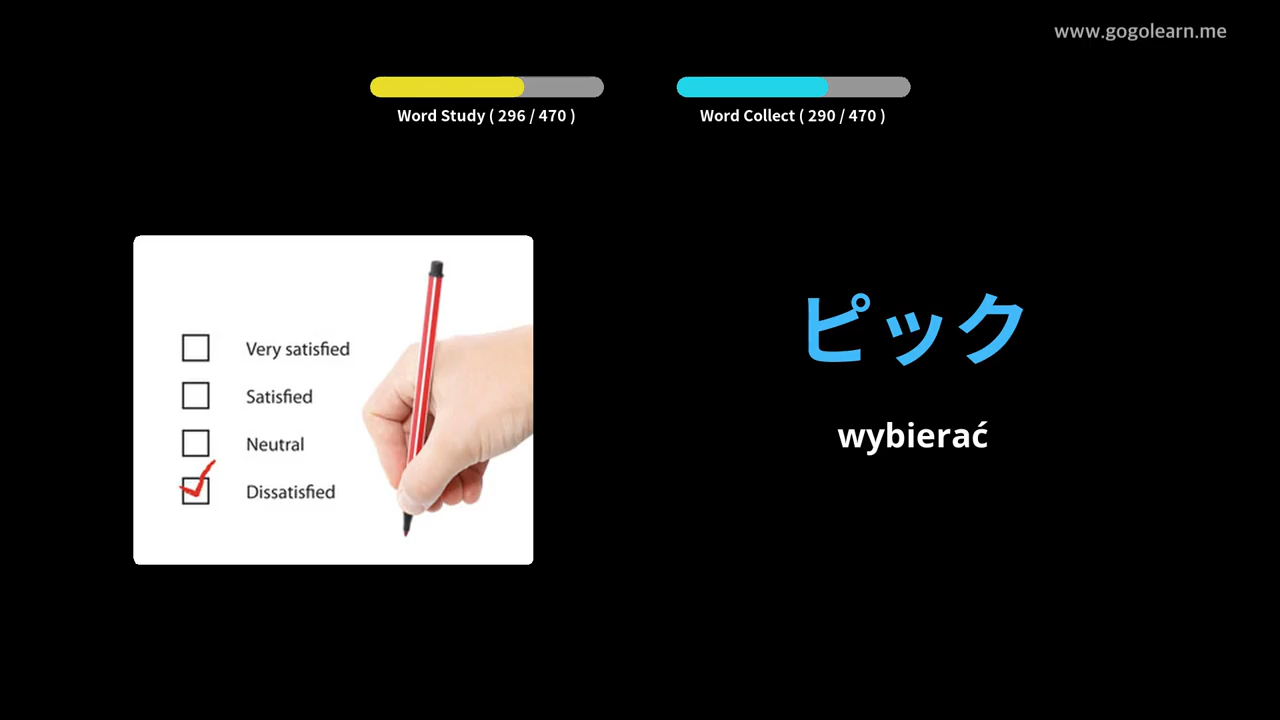 www.gogolearn.me
Word Study ( 296 / 470 )
Word Collect ( 290 / 470 )
Very satisfied
Satisfied
Neutral
Dissatisfied
ピック
wybierać